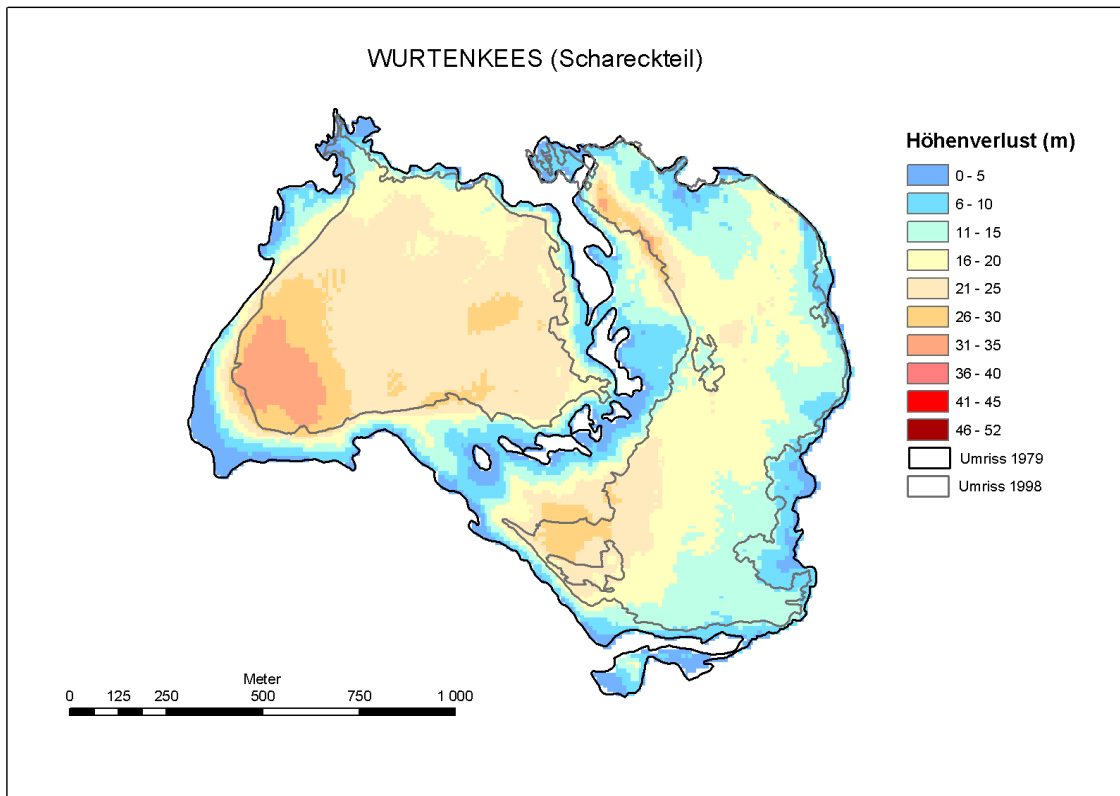 WURTENKEES (Schareckteil)
Höhenverlust (m)
0 - 5
6 - 10
11 - 15
16 - 20
21 - 25
26 - 30
31 - 35
36 - 40
41 - 45
46 - 52
Umriss 1979
Umriss 1998
Meter
0 125 250 500 750 1 000